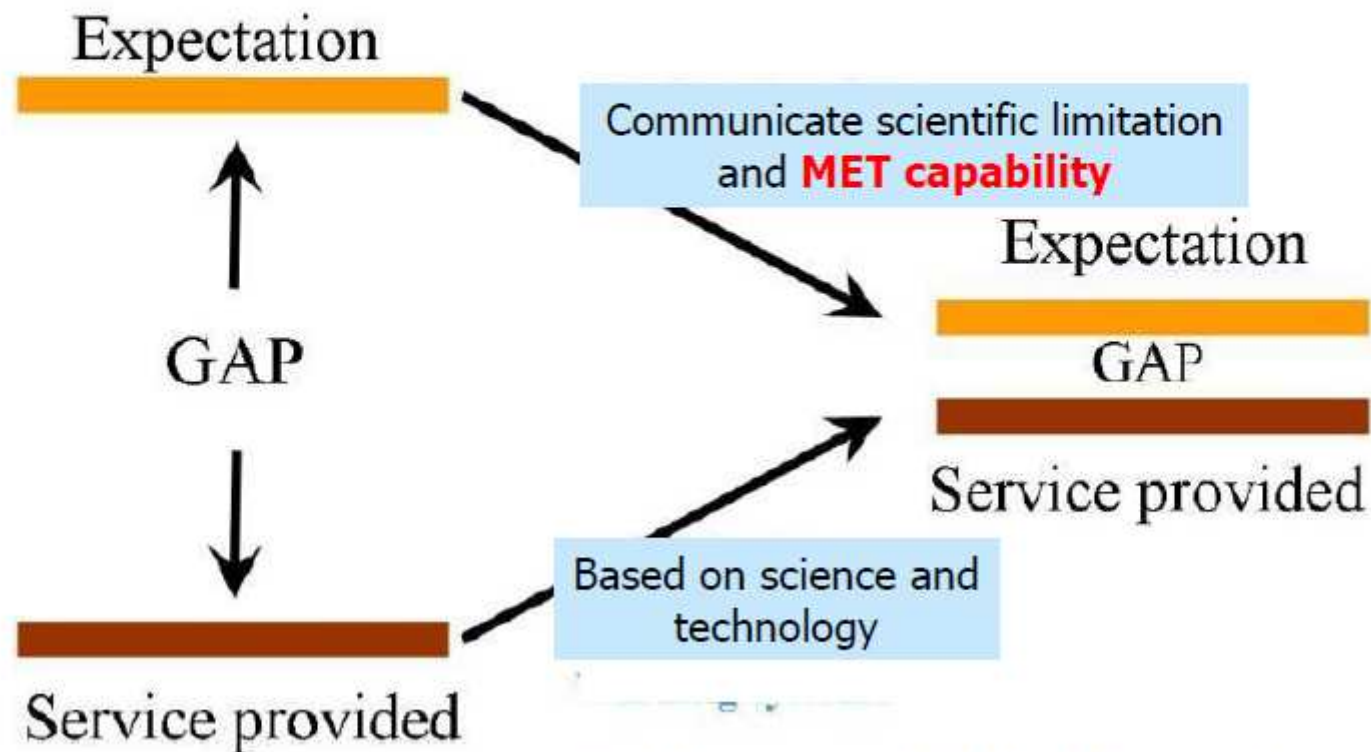 Expectation
Communicate scientific limitation
and MET capability
Expectation
GAP
GAP
Service provided
Based on science and
technology
Service provided